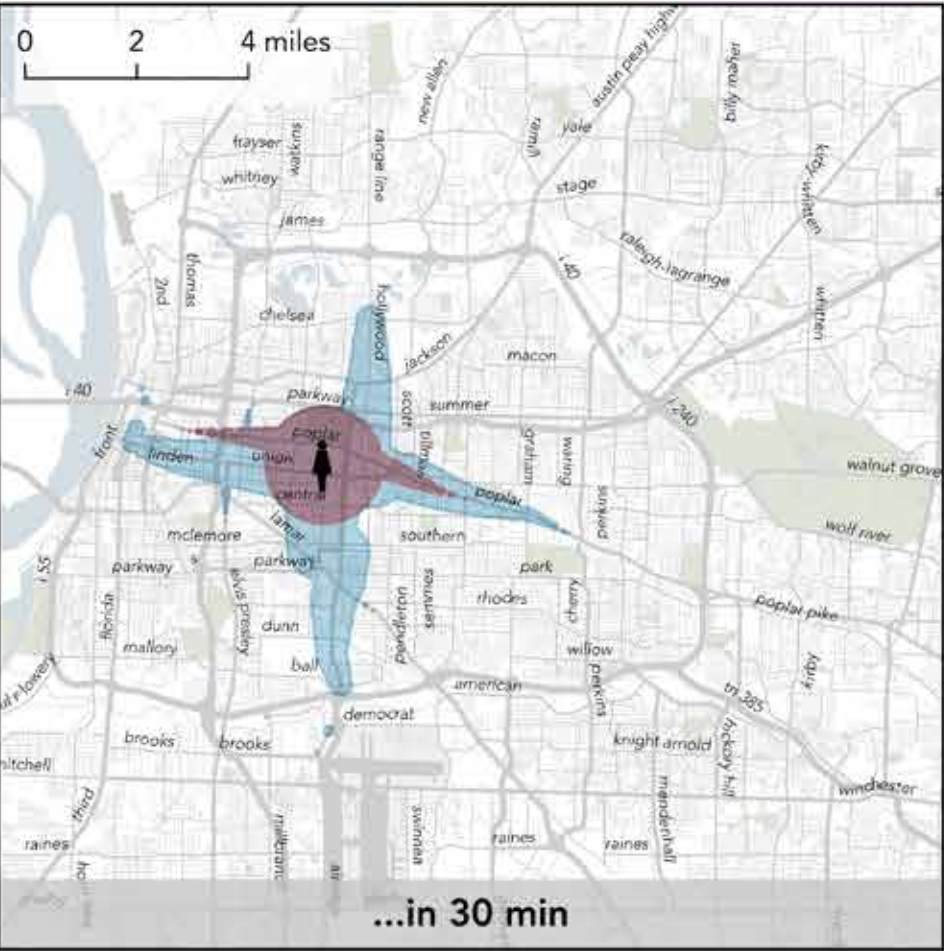 0 2 4 miles
new allen
austin peay high
billy maher
frayser
watkins
range line
raleigh-lagrange
yale
whitney
stage
kirby-whitten
james
i 40
2nd
thomas
chelsea
hollywood
whitten
jackson
macon
i 40
parkway
scott
summer
i 240
front
poplar
linden
union
graham
waring
walnut grove
central
poplar
perkins
lamar
mclemore
southern
wolf river
parkway
parkway
park
i 55
elvis presley
pendleton
semmes
rhodes
cherry
poplar pike
florida
dunn
mallory
ball
willow
kirby
american
perkins
tn 385
democrat
brooks
brooks
knight arnold
hickory hill
winchester
third
mendenhall
swinnea
raines
raines
raines
...in 30 min